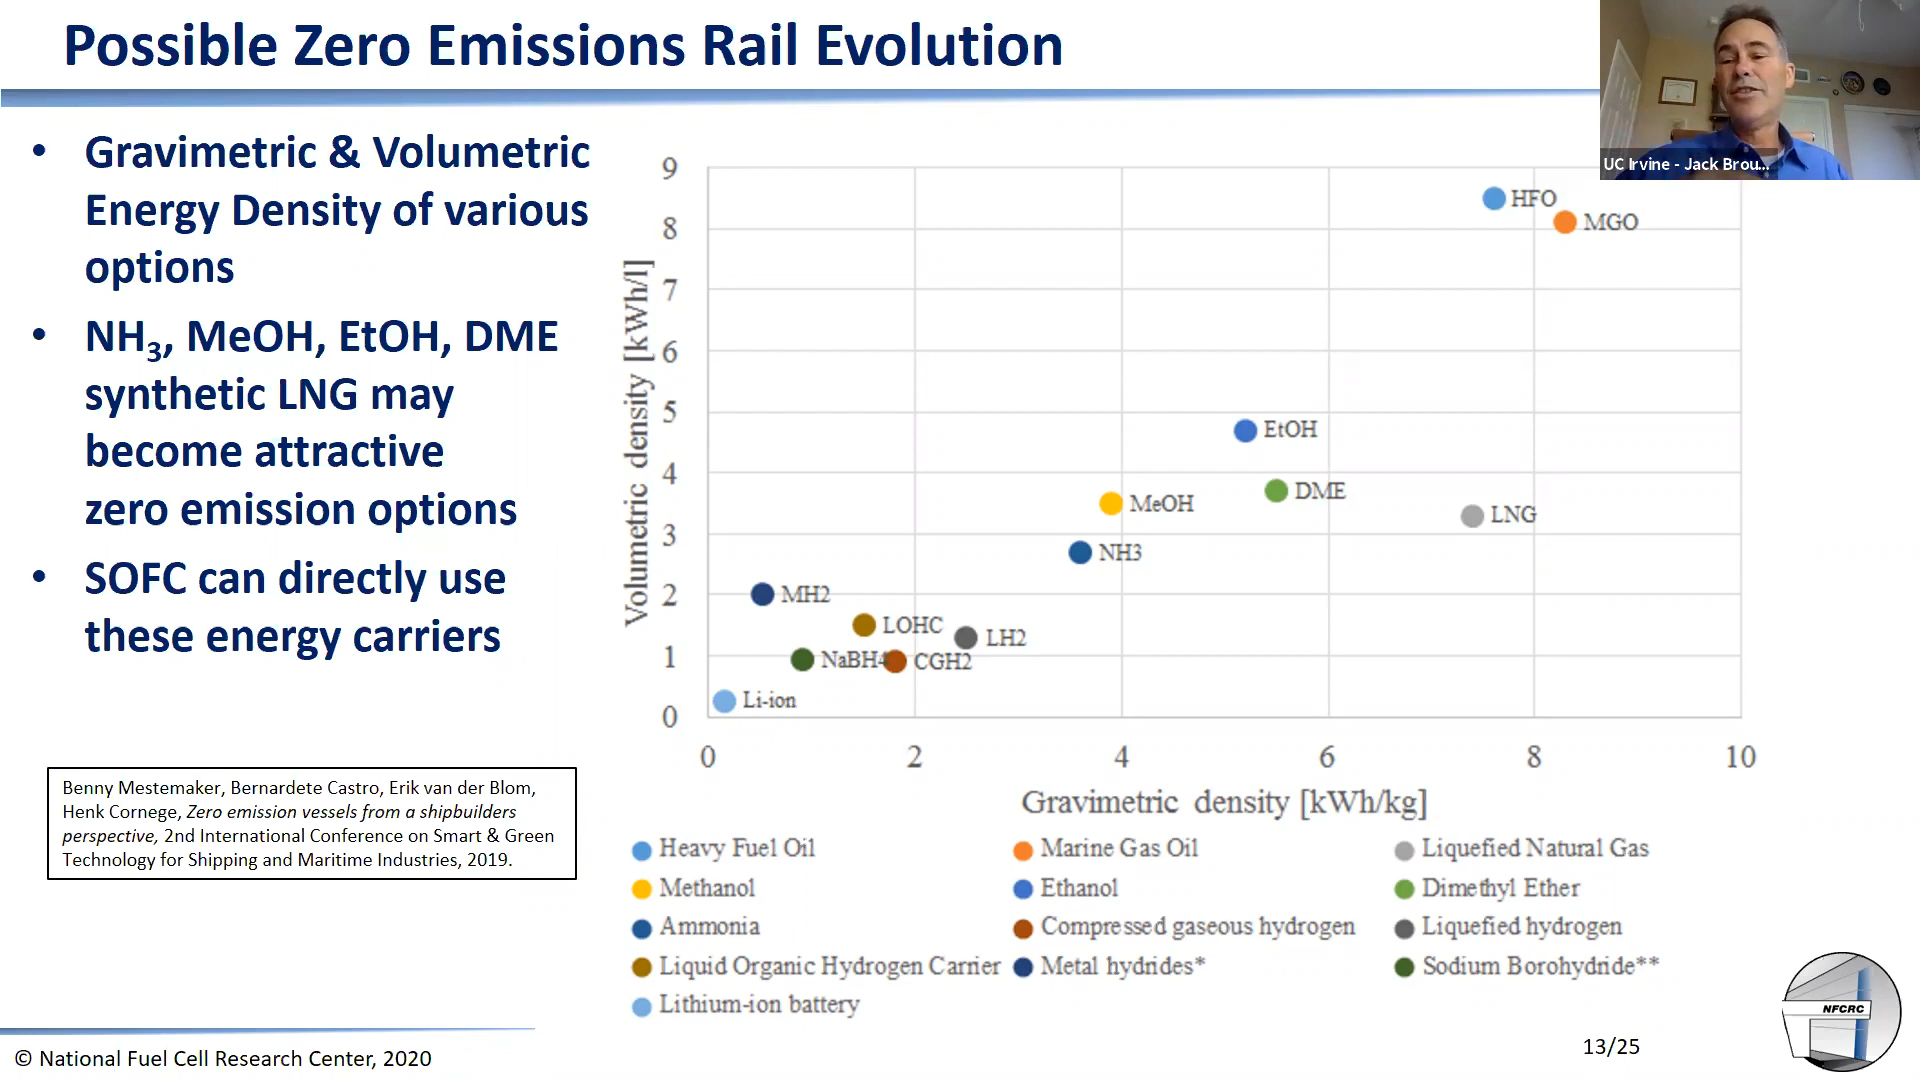 Possible Zero Emissions Rail Evolution
UC Irvine - Jack Brou...
• Gravimetric & Volumetric
Energy Density of various
options
• NH₃, MeOH, EtOH, DME
synthetic LNG may
become attractive
zero emission options
• SOFC can directly use
these energy carriers
Benny Mestemaker, Bernardete Castro, Erik van der Blom,
Henk Cornege, Zero emission vessels from a shipbuilders
perspective, 2nd International Conference on Smart & Green
Technology for Shipping and Maritime Industries, 2019.
Volumetric density [kWh/l]
9
8
7
6
5
4
3
2
1
0
HFO
MGO
EtOH
DME
MeOH
LNG
NH3
MH2
LOHC
LH2
NaBH4
CGH2
Li-ion
0 2 4 6 8 10
Gravimetric density [kWh/kg]
Heavy Fuel Oil Marine Gas Oil Liquefied Natural Gas
Methanol Ethanol Dimethyl Ether
Ammonia Compressed gaseous hydrogen Liquefied hydrogen
Liquid Organic Hydrogen Carrier Metal hydrides* Sodium Borohydride**
Lithium-ion battery
NFCRC
© National Fuel Cell Research Center, 2020
13/25